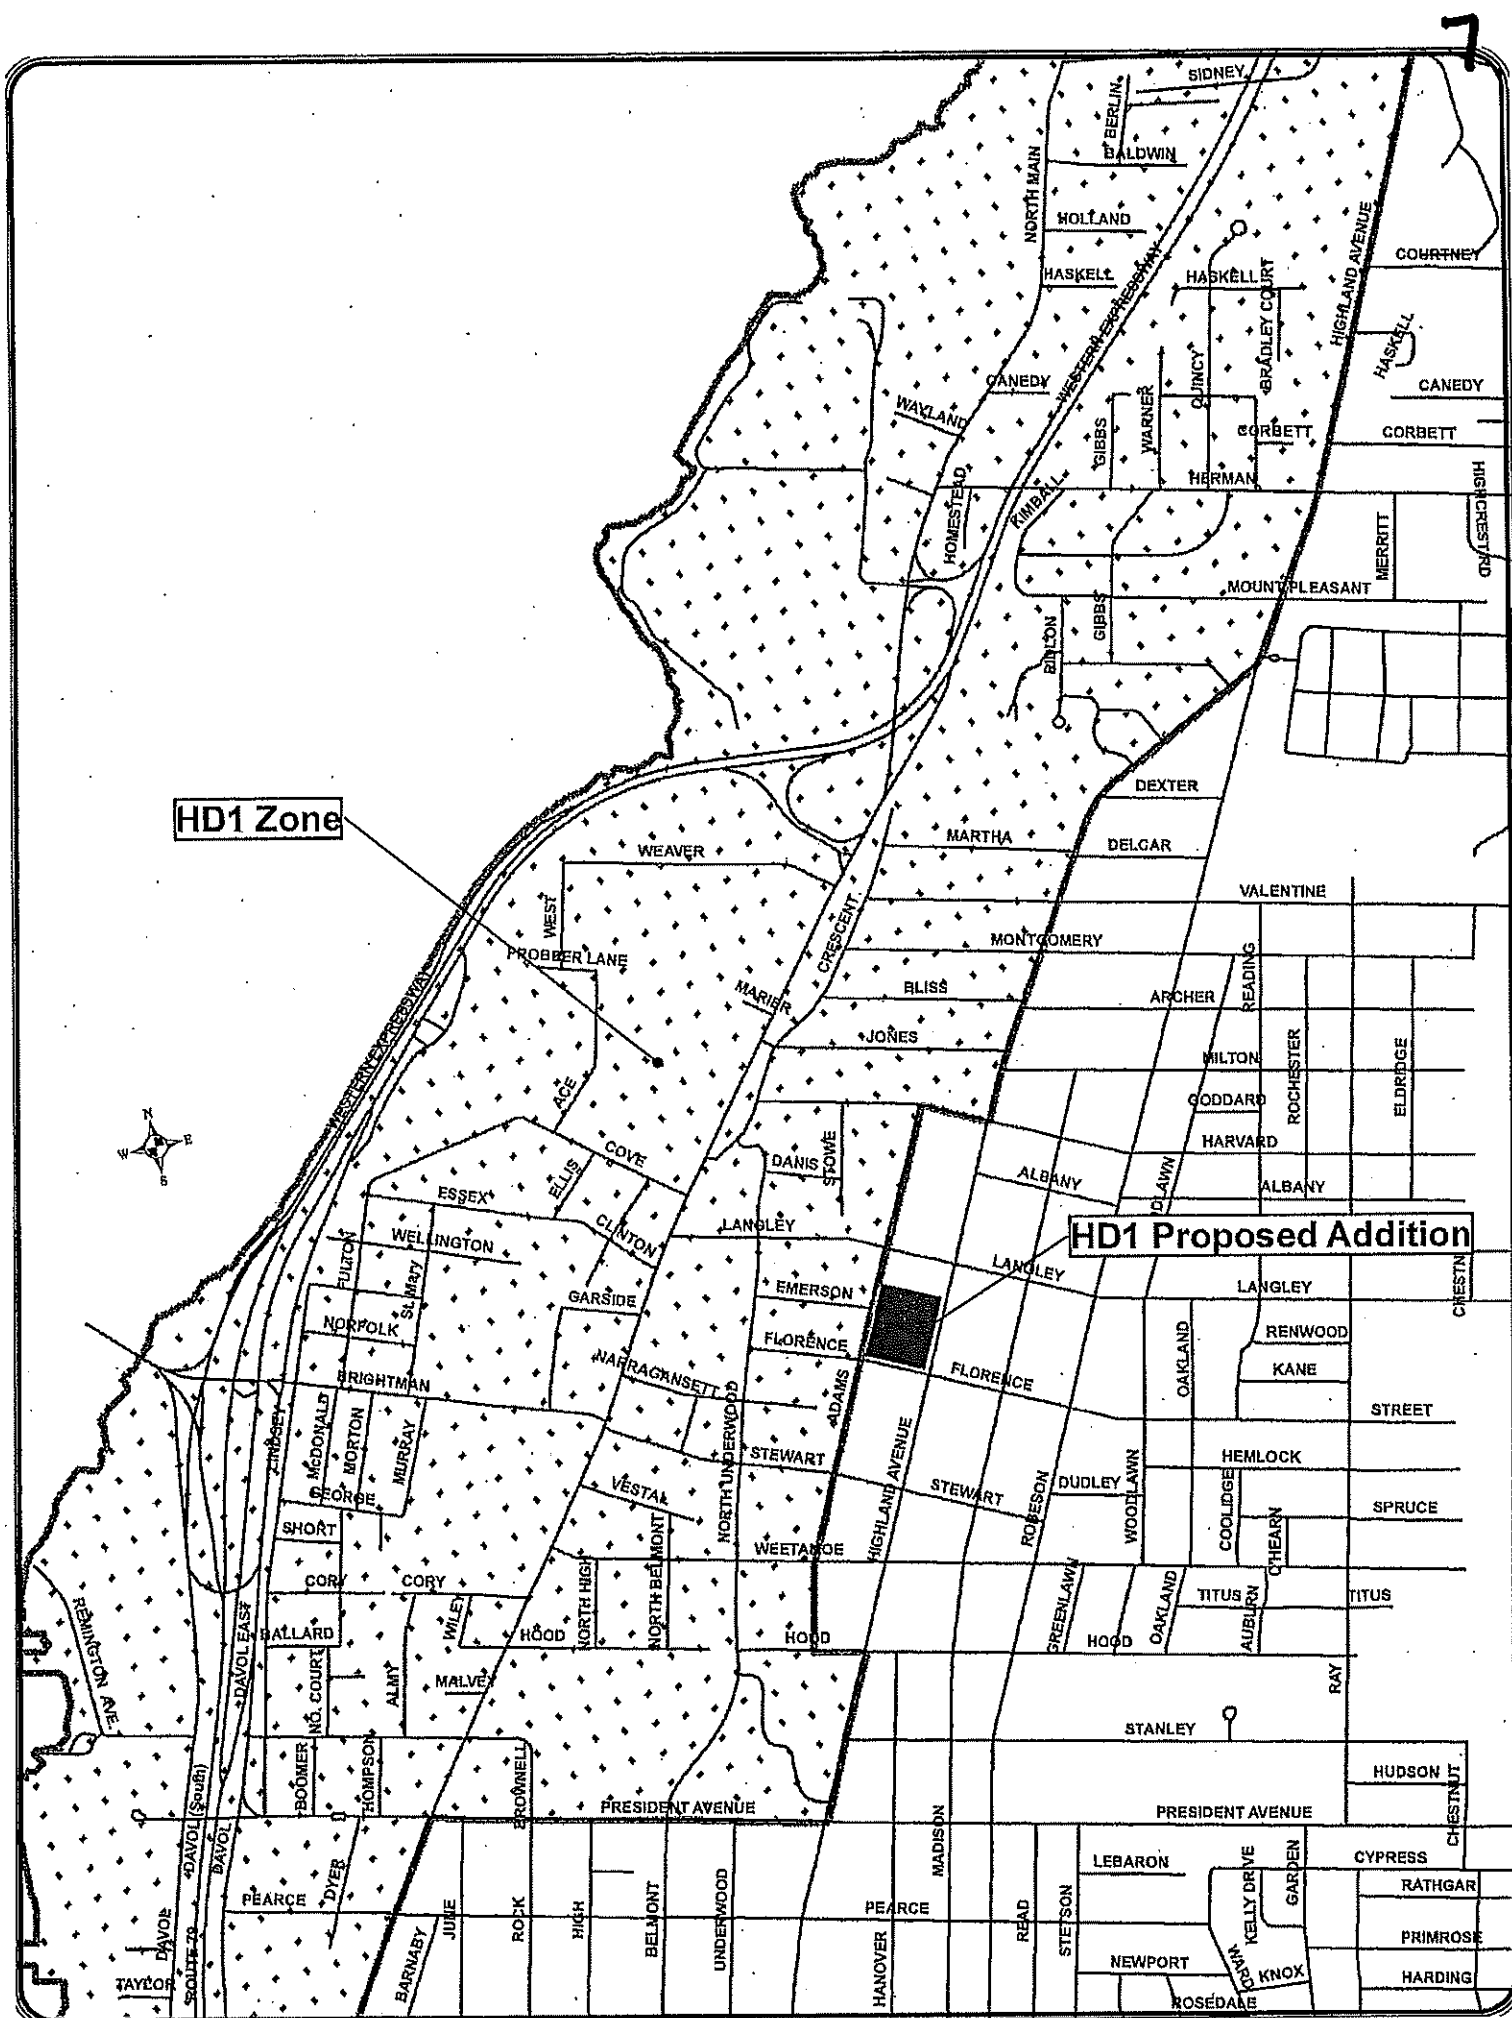 7
SIDNEY
BERLIN
BALDWIN
NORTH MAIN
HOLLAND
HASKELL
WESTERN EXPRESSWAY
HASKELL
BRADLEY COURT
HIGHLAND AVENUE
COURTNEY
HASKELL
CANEDY
QUINCY
WAYLAND
CANEDY
GIBBS
WARNER
CORBETT
CORBETT
HERMAN
HOMESTEAD
KIMBALL
HIGHCREST RD
MERRITT
MOUNT PLEASANT
GIBBS
DEXTER
HD1 Zone
MARTHA
DELCAR
WEAVER
VALENTINE
WEST
CRESCENT
MONTGOMERY
PROBBER LANE
READING
MARIER
BLISS
ARCHER
WESTERN EXPRESSWAY
JONES
ROCHESTER
ELDRIDGE
MILTON
ACE
GODDARD
N
W E
S
HARVARD
COVE
STOWE
DANIS
ELLIS
ALBANY
DLAWN
ALBANY
ESSEX
CLINTON
LANGLEY
HD1 Proposed Addition
WELLINGTON
FULTON
ST. Mary
LANGLEY
LANGLEY
CHESTN
EMERSON
GARSIDE
NORFOLK
FLORENCE
OAKLAND
RENWOOD
KANE
NARRAGANSETT
FLORENCE
BRIGHTMAN
ADAMS
STREET
LINDSEY
McDONALD
MORTON
MURRAY
NORTH UNDERWOOD
STEWART
HIGHLAND AVENUE
STEWART
ROBESON
DUDLEY
WOODLAWN
HEMLOCK
COOLIDGE
O'HEARN
SPRUCE
VESTAL
GEORGE
SHORT
WEETAMOE
NORTH HIGH
NORTH BELMONT
CORY
CORY
WILEY
GREENLAWN
OAKLAND
TITUS
AUBURN
TITUS
REMINGTON AVE.
DAVOL EAST
BALLARD
HOOD
HOOD
HOOD
NO. COURT
ALMY
MALVEY
RAY
STANLEY
BOOMER
HOMPSON
BROWNELL
HUDSON
CHESTNUT
DAVOL (South)
DAVOL
PRESIDENT AVENUE
PRESIDENT AVENUE
MADISON
LEBARON
KELLY DRIVE
GARDEN
CYPRESS
RATHGAR
DYER
PEARCE
JUNE
ROCK
HIGH
BELMONT
UNDERWOOD
PEARCE
READ
STETSON
PRIMROSE
DAVOL
ROUTE 79
TAYLOR
BARNABY
HANOVER
NEWPORT
WARD
KNOX
HARDING
ROSEDALE